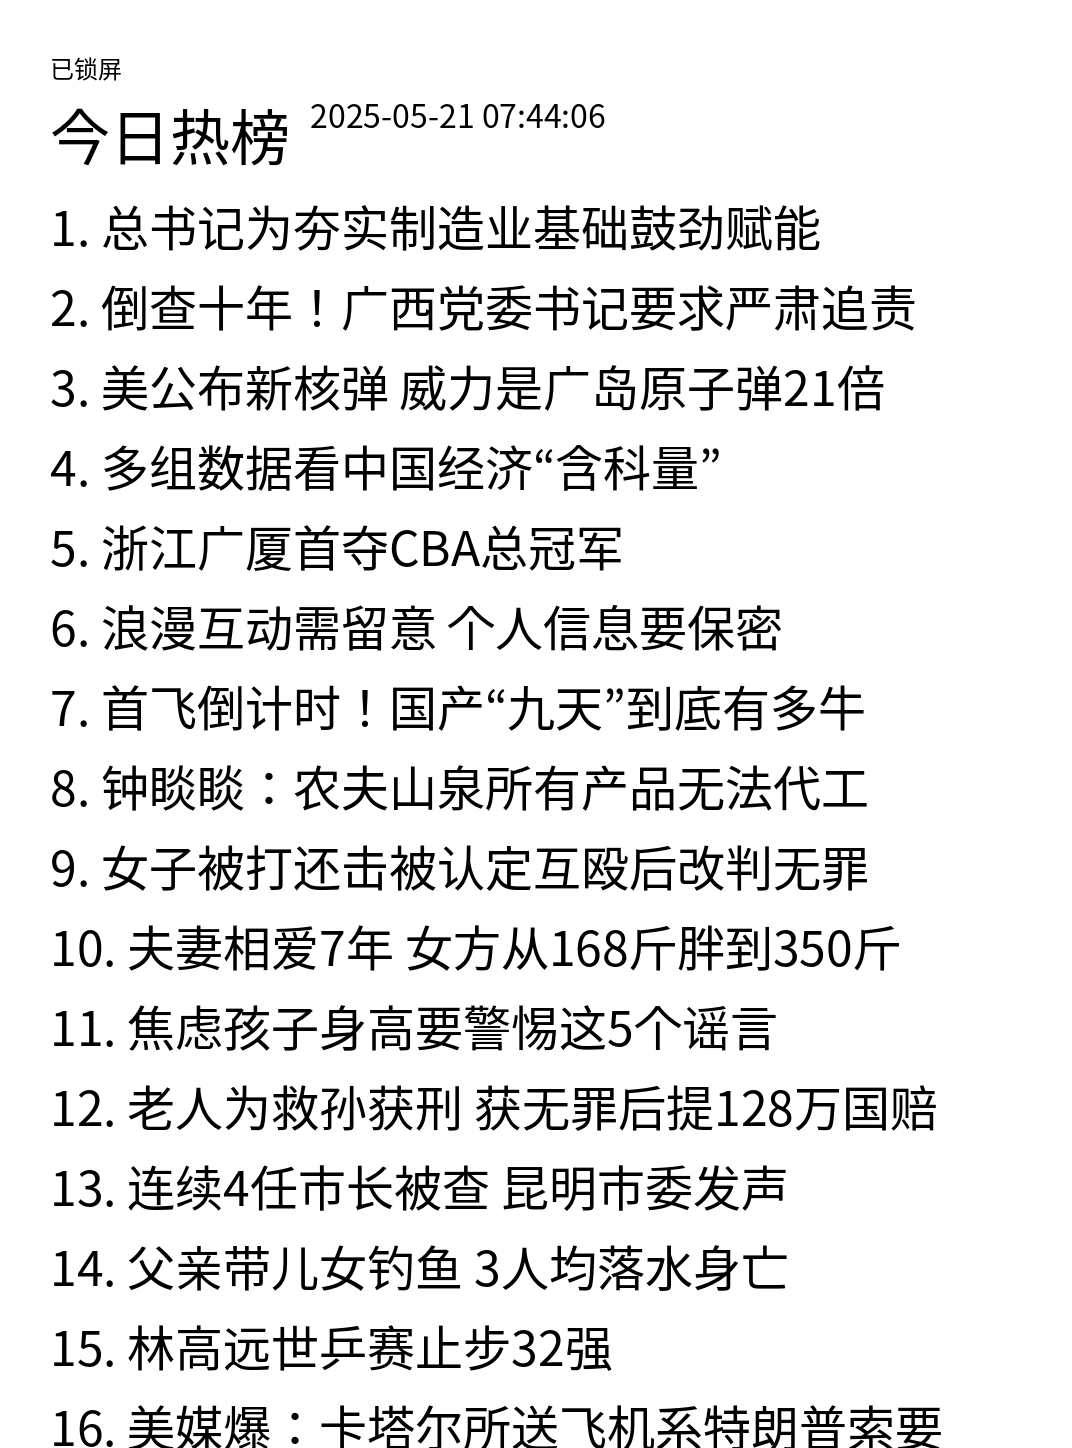 已锁屏
今日热榜 2025-05-21 07:44:06
1. 总书记为夯实制造业基础鼓劲赋能
2. 倒查十年！广西党委书记要求严肃追责
3. 美公布新核弹 威力是广岛原子弹21倍
4. 多组数据看中国经济“含科量”
5. 浙江广厦首夺CBA总冠军
6. 浪漫互动需留意 个人信息要保密
7. 首飞倒计时！国产“九天”到底有多牛
8. 钟睒睒：农夫山泉所有产品无法代工
9. 女子被打还击被认定互殴后改判无罪
10. 夫妻相爱7年 女方从168斤胖到350斤
11. 焦虑孩子身高要警惕这5个谣言
12. 老人为救孙获刑 获无罪后提128万国赔
13. 连续4任市长被查 昆明市委发声
14. 父亲带儿女钓鱼 3人均落水身亡
15. 林高远世乒赛止步32强
16. 美媒爆：卡塔尔所送飞机系特朗普索要